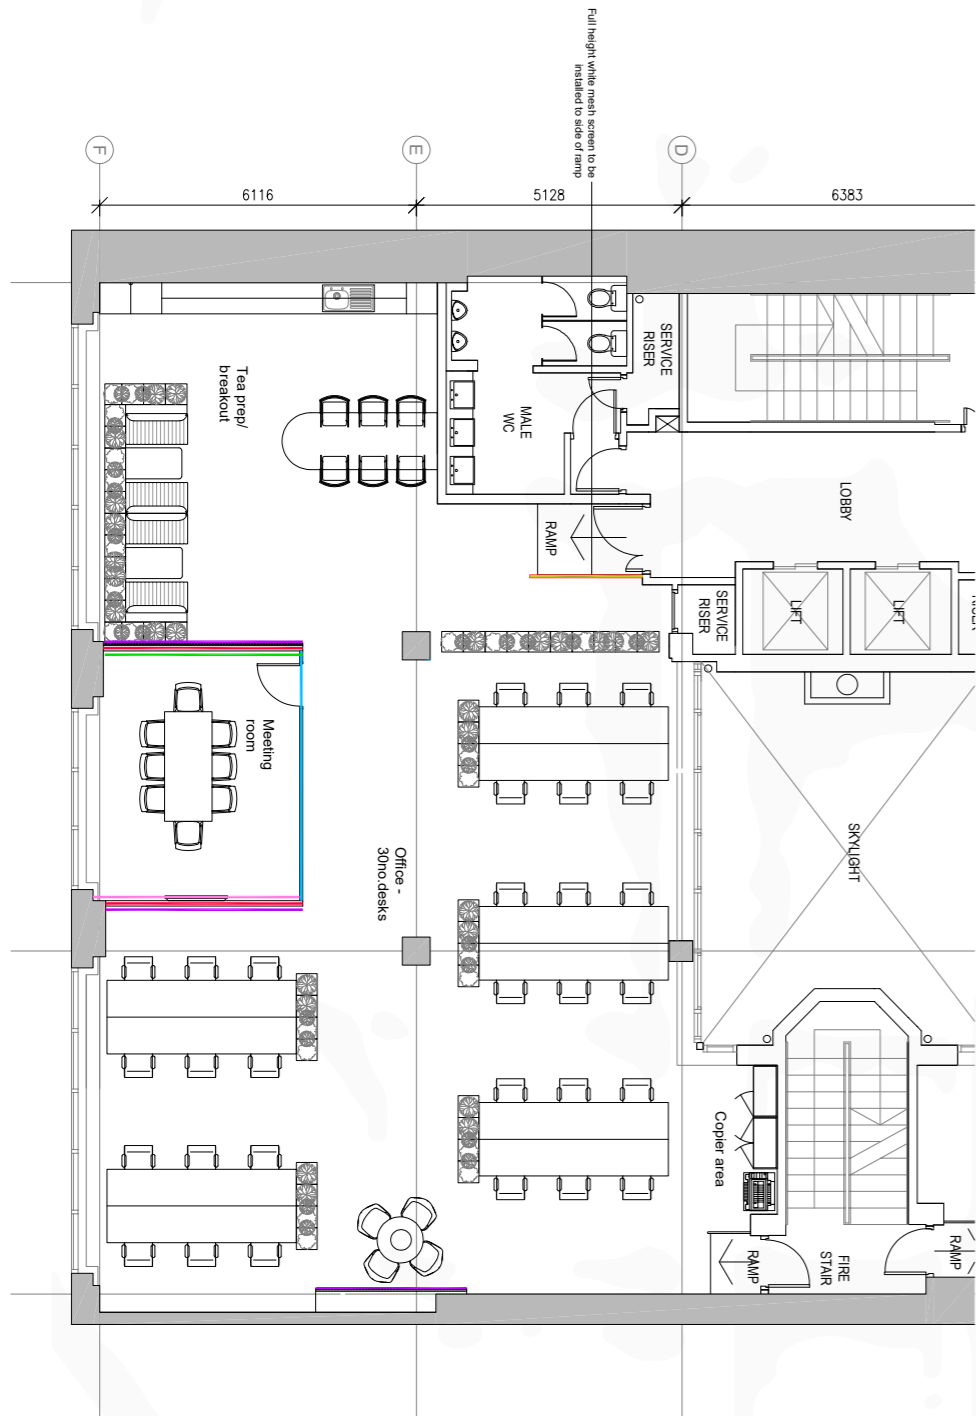 Full height white mesh screen to be
installed to side of ramp
F
E
D
6116
5128
6383
SERVICE
RISER
Tea prep/
breakout
MALE
WC
LOBBY
RAMP
SERVICE
RISER
LIFT
LIFT
Meeting
room
SKYLIGHT
Office -
30no.desks
Copier area
RAMP
FIRE
STAIR
RAMP